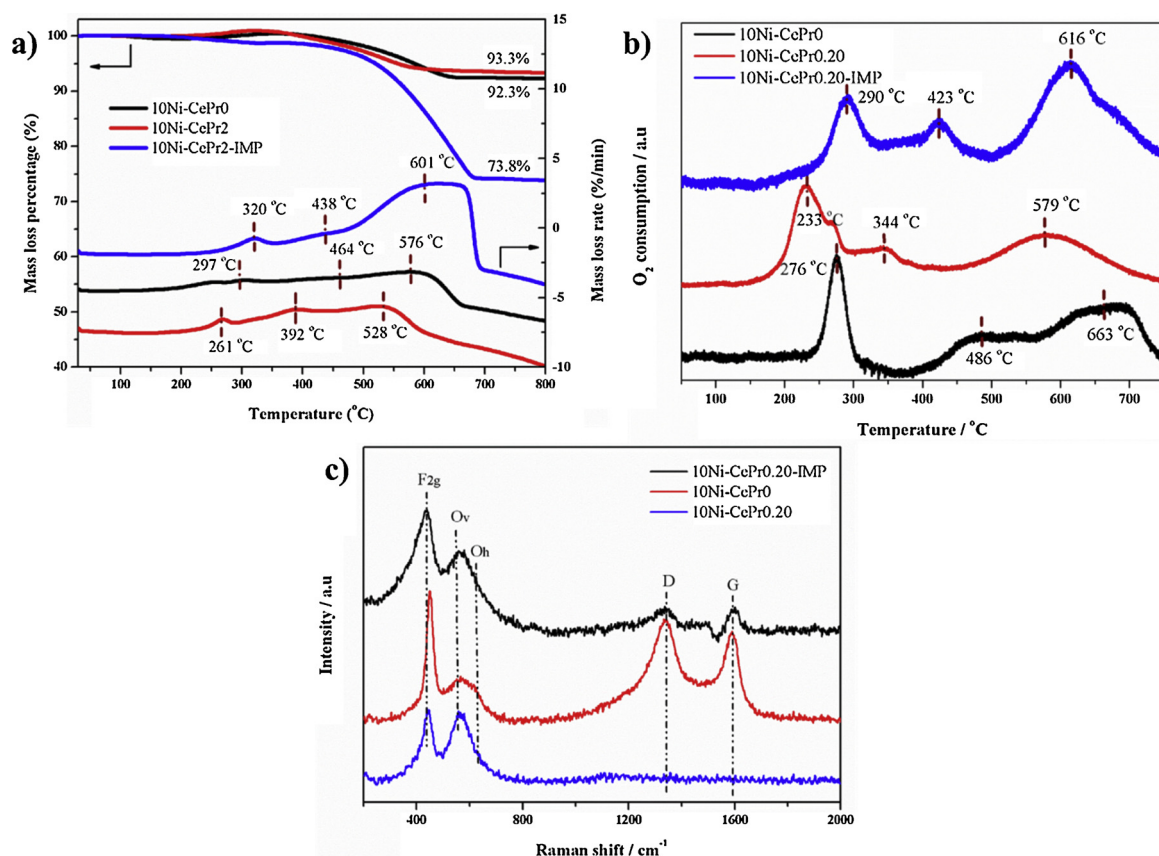 a)
100
90
80
70
60
50
40
15
10
5
0
-5
-10
93.3%
92.3%
73.8%
10Ni-CePr0
10Ni-CePr2
10Ni-CePr2-IMP
601 °C
320 °C
438 °C
297 °C
464 °C
576 °C
261 °C
392 °C
528 °C
100 200 300 400 500 600 700 800
Temperature (°C)
Mass loss percentage (%)
Mass loss rate (%/min)
b)
10Ni-CePr0
10Ni-CePr0.20
10Ni-CePr0.20-IMP
616 °C
290 °C
423 °C
233 °C
344 °C
579 °C
276 °C
486 °C
663 °C
100 200 300 400 500 600 700
Temperature / °C
O2 consumption / a.u
c)
10Ni-CePr0.20-IMP
10Ni-CePr0
10Ni-CePr0.20
F2g
Ov
Oh
D
G
400 800 1200 1600 2000
Raman shift / cm-1
Intensity / a.u